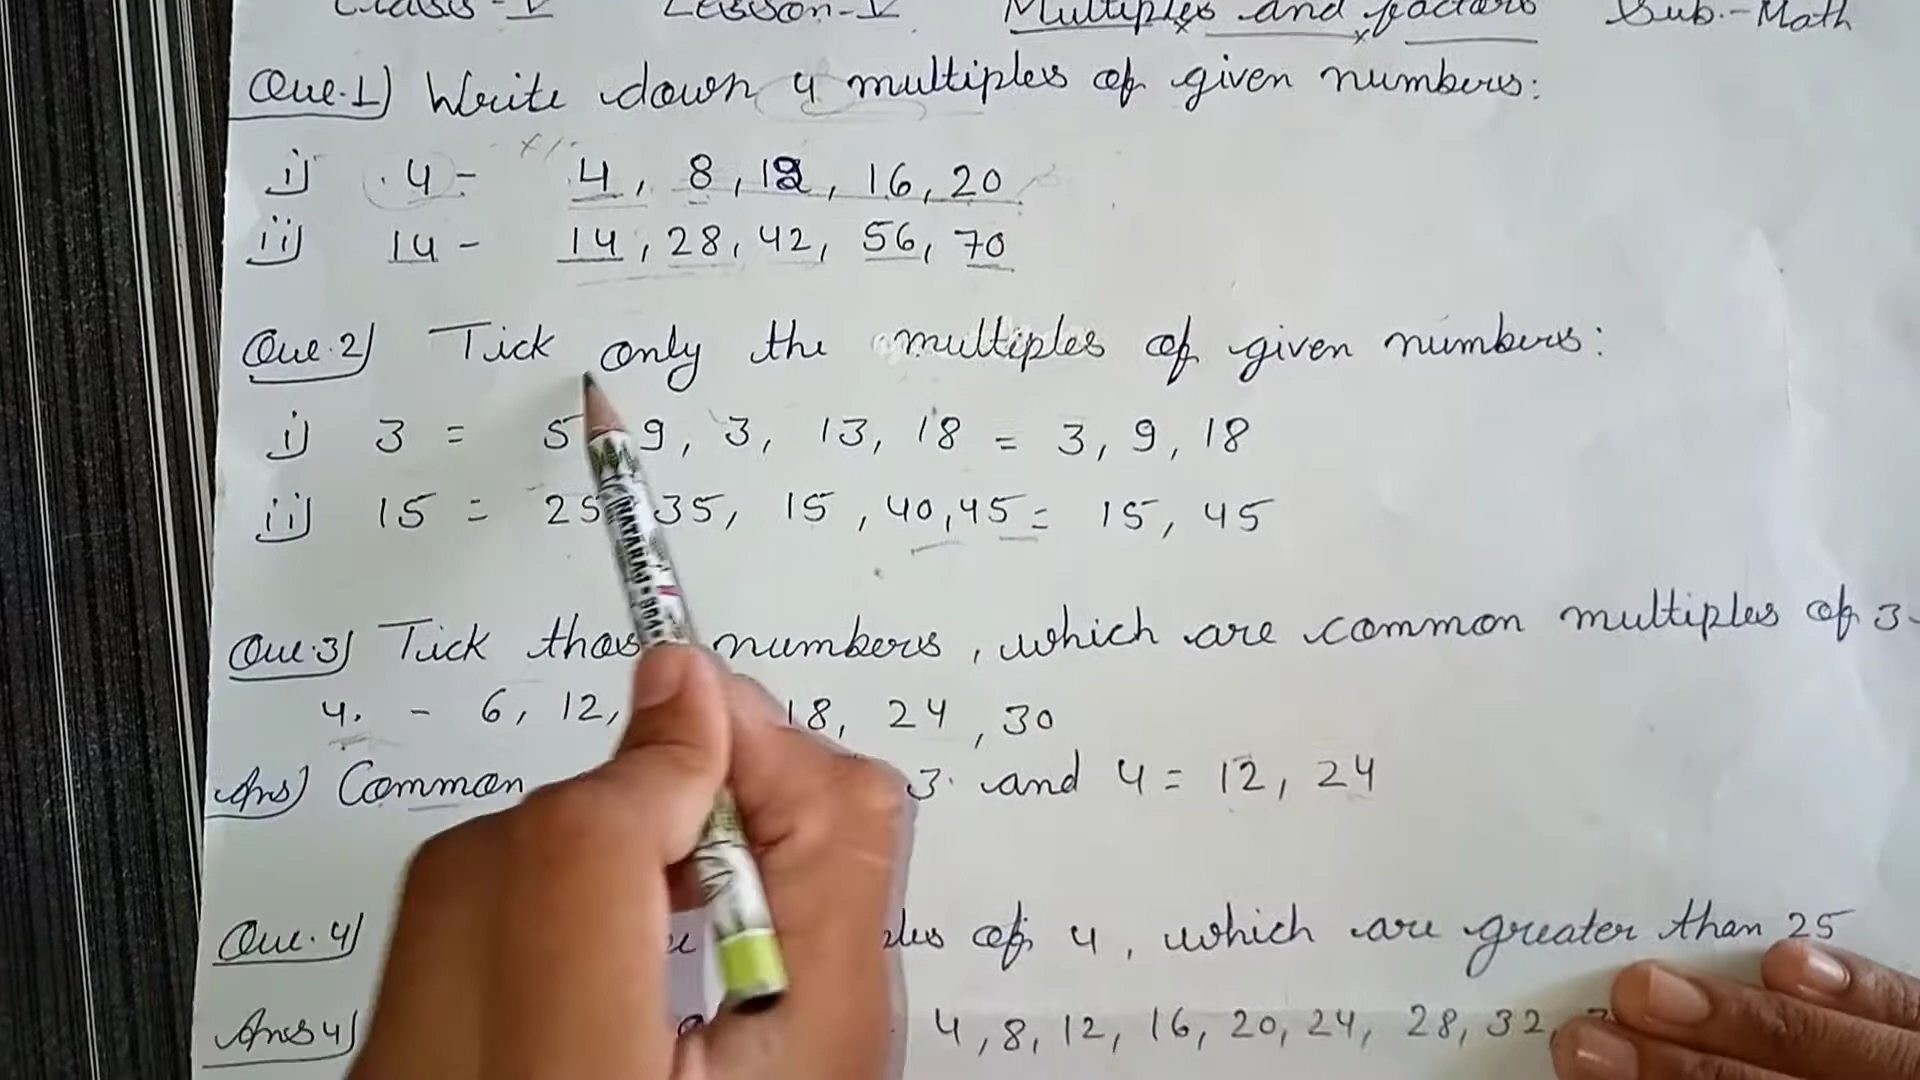 Class-V Lesson-V Multiples and factors Sub.-Math
Que.1) Write down 4 multiples of given numbers:
i) 4- 4, 8, 12, 16, 20
ii) 14- 14, 28, 42, 56, 70
Que.2) Tick only the multiples of given numbers:
i) 3 = 5 9, 3, 13, 18 = 3, 9, 18
ii) 15 = 25 35, 15, 40, 45 = 15, 45
Que.3) Tick numbers, which are common multiples of 3
4. - 6, 12, 18, 24, 30
Ans) Common 3 and 4 = 12, 24
Que.4) of 4, which are greater than 25
Ans4) 4, 8, 12, 16, 20, 24, 28, 32,
NATARAJ